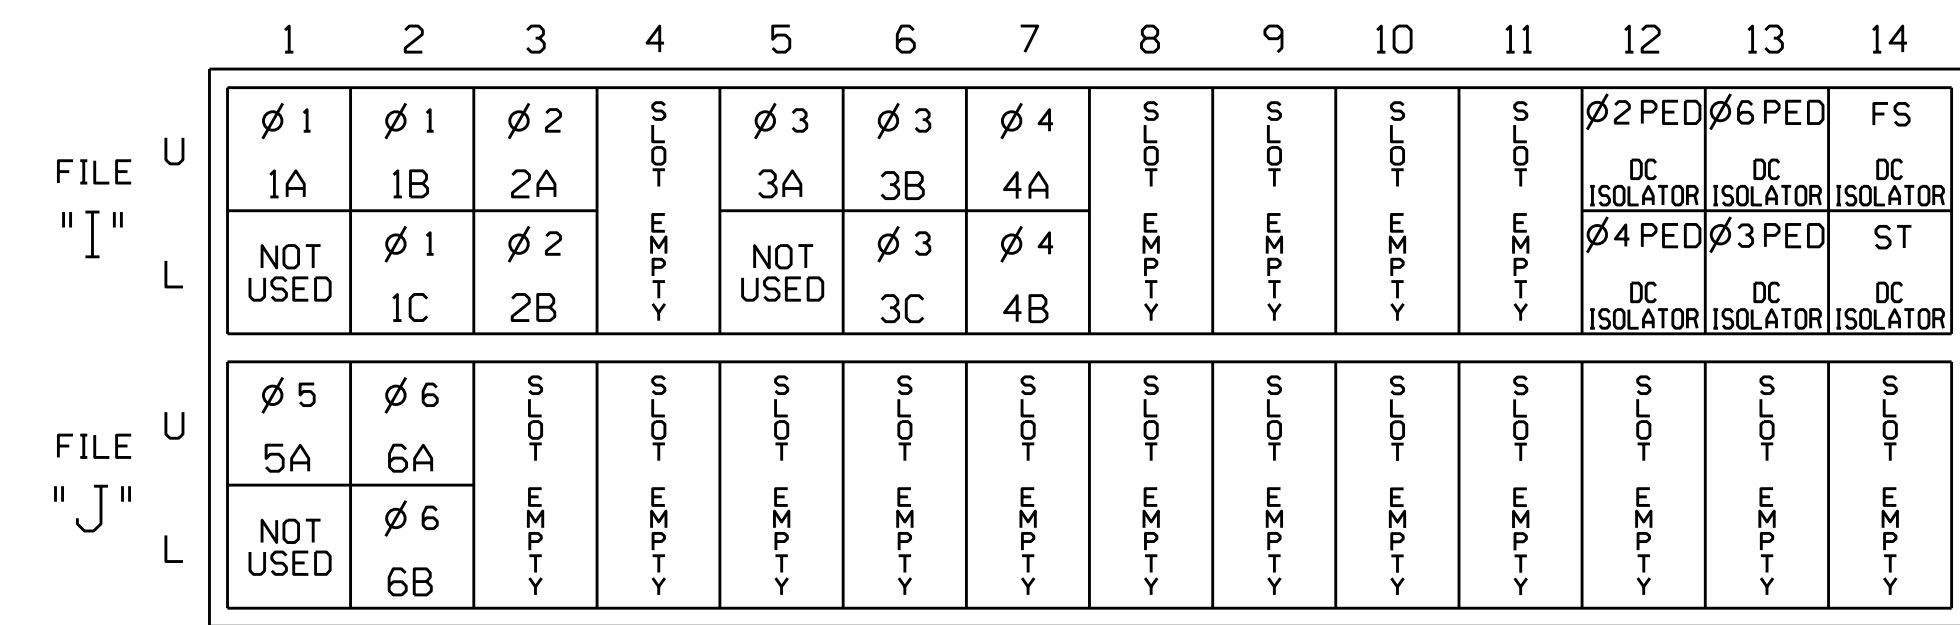 1 2 3 4 5 6 7 8 9 10 11 12 13 14
FILE "I"
U
Ø 1 1A
Ø 1 1B
Ø 2 2A
SLOT EMPTY
Ø 3 3A
Ø 3 3B
Ø 4 4A
SLOT EMPTY
SLOT EMPTY
SLOT EMPTY
SLOT EMPTY
Ø2 PED DC ISOLATOR
Ø6 PED DC ISOLATOR
FS DC ISOLATOR
L
NOT USED
Ø 1 1C
Ø 2 2B
NOT USED
Ø 3 3C
Ø 4 4B
Ø4 PED DC ISOLATOR
Ø3 PED DC ISOLATOR
ST DC ISOLATOR
FILE "J"
U
Ø 5 5A
Ø 6 6A
SLOT EMPTY
SLOT EMPTY
SLOT EMPTY
SLOT EMPTY
SLOT EMPTY
SLOT EMPTY
SLOT EMPTY
SLOT EMPTY
SLOT EMPTY
SLOT EMPTY
SLOT EMPTY
SLOT EMPTY
L
NOT USED
Ø 6 6B